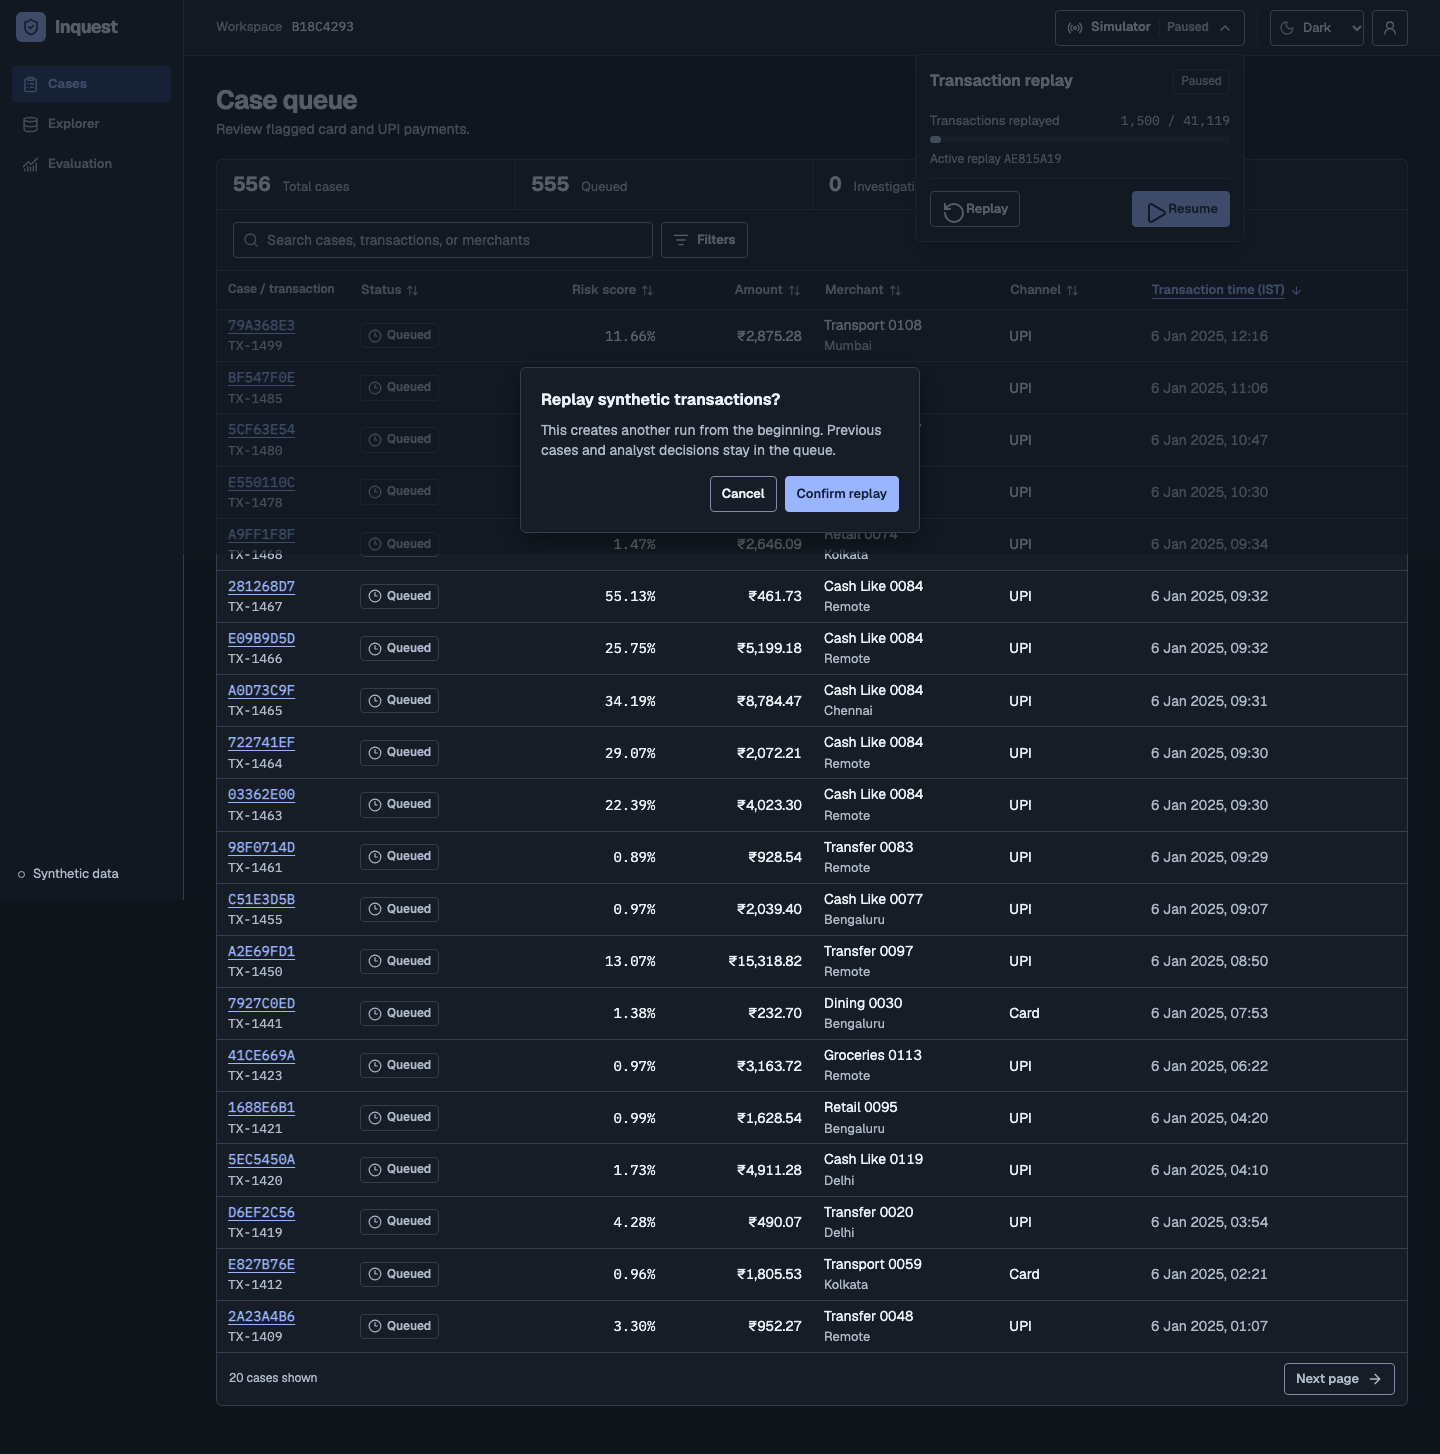 Inquest
Workspace B18C4293
Simulator Paused
Dark
Cases
Explorer
Evaluation
Synthetic data
Case queue
Review flagged card and UPI payments.
Transaction replay Paused
Transactions replayed 1,500 / 41,119
Active replay AE815A19
Replay Resume
556 Total cases 555 Queued 0 Investigati
Search cases, transactions, or merchants Filters
Case / transaction Status Risk score Amount Merchant Channel Transaction time (IST)
79A368E3 Queued 11.66% ₹2,875.28 Transport 0108 UPI 6 Jan 2025, 12:16
TX-1499 Mumbai
BF547F0E Queued UPI 6 Jan 2025, 11:06
TX-1485
5CF63E54 Queued UPI 6 Jan 2025, 10:47
TX-1480
E550110C Queued UPI 6 Jan 2025, 10:30
TX-1478
A9FF1F8F Queued 1.47% ₹2,646.09 Retail 0074 UPI 6 Jan 2025, 09:34
TX-1468 Kolkata
Replay synthetic transactions?
This creates another run from the beginning. Previous
cases and analyst decisions stay in the queue.
Cancel Confirm replay
281268D7 Queued 55.13% ₹461.73 Cash Like 0084 UPI 6 Jan 2025, 09:32
TX-1467 Remote
E09B9D5D Queued 25.75% ₹5,199.18 Cash Like 0084 UPI 6 Jan 2025, 09:32
TX-1466 Remote
A0D73C9F Queued 34.19% ₹8,784.47 Cash Like 0084 UPI 6 Jan 2025, 09:31
TX-1465 Chennai
722741EF Queued 29.07% ₹2,072.21 Cash Like 0084 UPI 6 Jan 2025, 09:30
TX-1464 Remote
03362E00 Queued 22.39% ₹4,023.30 Cash Like 0084 UPI 6 Jan 2025, 09:30
TX-1463 Remote
98F0714D Queued 0.89% ₹928.54 Transfer 0083 UPI 6 Jan 2025, 09:29
TX-1461 Remote
C51E3D5B Queued 0.97% ₹2,039.40 Cash Like 0077 UPI 6 Jan 2025, 09:07
TX-1455 Bengaluru
A2E69FD1 Queued 13.07% ₹15,318.82 Transfer 0097 UPI 6 Jan 2025, 08:50
TX-1450 Remote
7927C0ED Queued 1.38% ₹232.70 Dining 0030 Card 6 Jan 2025, 07:53
TX-1441 Bengaluru
41CE669A Queued 0.97% ₹3,163.72 Groceries 0113 UPI 6 Jan 2025, 06:22
TX-1423 Remote
1688E6B1 Queued 0.99% ₹1,628.54 Retail 0095 UPI 6 Jan 2025, 04:20
TX-1421 Bengaluru
5EC5450A Queued 1.73% ₹4,911.28 Cash Like 0119 UPI 6 Jan 2025, 04:10
TX-1420 Delhi
D6EF2C56 Queued 4.28% ₹490.07 Transfer 0020 UPI 6 Jan 2025, 03:54
TX-1419 Delhi
E827B76E Queued 0.96% ₹1,805.53 Transport 0059 Card 6 Jan 2025, 02:21
TX-1412 Kolkata
2A23A4B6 Queued 3.30% ₹952.27 Transfer 0048 UPI 6 Jan 2025, 01:07
TX-1409 Remote
20 cases shown Next page